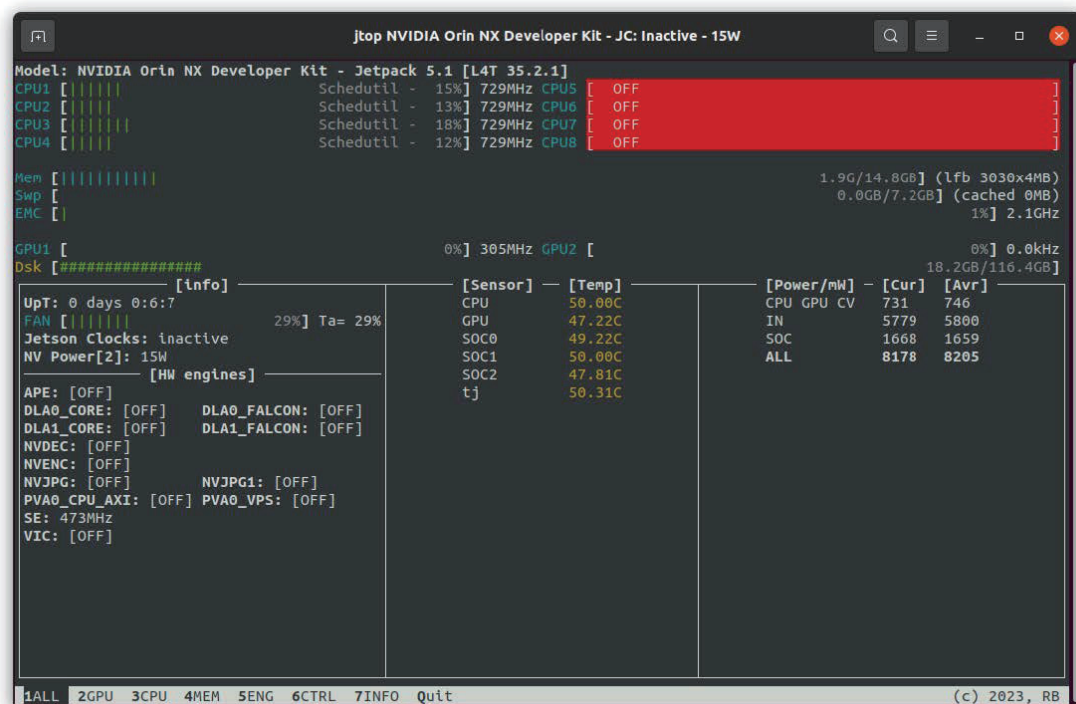 jtop NVIDIA Orin NX Developer Kit - JC: Inactive - 15W
Model: NVIDIA Orin NX Developer Kit - Jetpack 5.1 [L4T 35.2.1]
CPU1 [|||||| Schedutil - 15%] 729MHz CPU5 [ OFF ]
CPU2 [||||| Schedutil - 13%] 729MHz CPU6 [ OFF ]
CPU3 [||||||| Schedutil - 18%] 729MHz CPU7 [ OFF ]
CPU4 [||||| Schedutil - 12%] 729MHz CPU8 [ OFF ]
Mem [||||||||||| 1.9G/14.8GB] (lfb 3030x4MB)
Swp [ 0.0GB/7.2GB] (cached 0MB)
EMC [| 1%] 2.1GHz
GPU1 [ 0%] 305MHz GPU2 [ 0%] 0.0kHz
Dsk [################ 18.2GB/116.4GB]
[info] [Sensor] [Temp] [Power/mW] [Cur] [Avr]
UpT: 0 days 0:6:7 CPU 50.00C CPU GPU CV 731 746
FAN [||||||| 29%] Ta= 29% GPU 47.22C IN 5779 5800
Jetson Clocks: inactive SOC0 49.22C SOC 1668 1659
NV Power[2]: 15W SOC1 50.00C ALL 8178 8205
[HW engines] SOC2 47.81C
APE: [OFF] tj 50.31C
DLA0_CORE: [OFF] DLA0_FALCON: [OFF]
DLA1_CORE: [OFF] DLA1_FALCON: [OFF]
NVDEC: [OFF]
NVENC: [OFF]
NVJPG: [OFF] NVJPG1: [OFF]
PVA0_CPU_AXI: [OFF] PVA0_VPS: [OFF]
SE: 473MHz
VIC: [OFF]
1ALL 2GPU 3CPU 4MEM 5ENG 6CTRL 7INFO Quit (c) 2023, RB